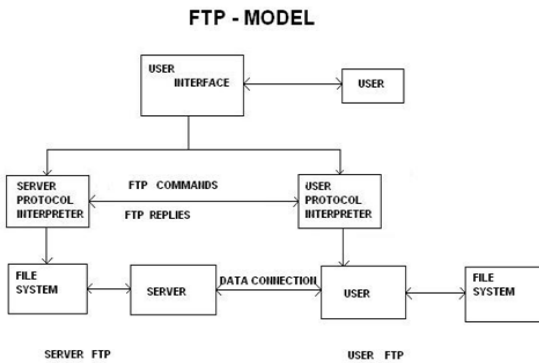 FTP - MODEL
USER
INTERFACE
USER
SERVER
PROTOCOL
INTERPRETER
FTP COMMANDS
FTP REPLIES
USER
PROTOCOL
INTERPRETER
FILE
SYSTEM
SERVER
DATA CONNECTION
USER
FILE
SYSTEM
SERVER FTP
USER FTP